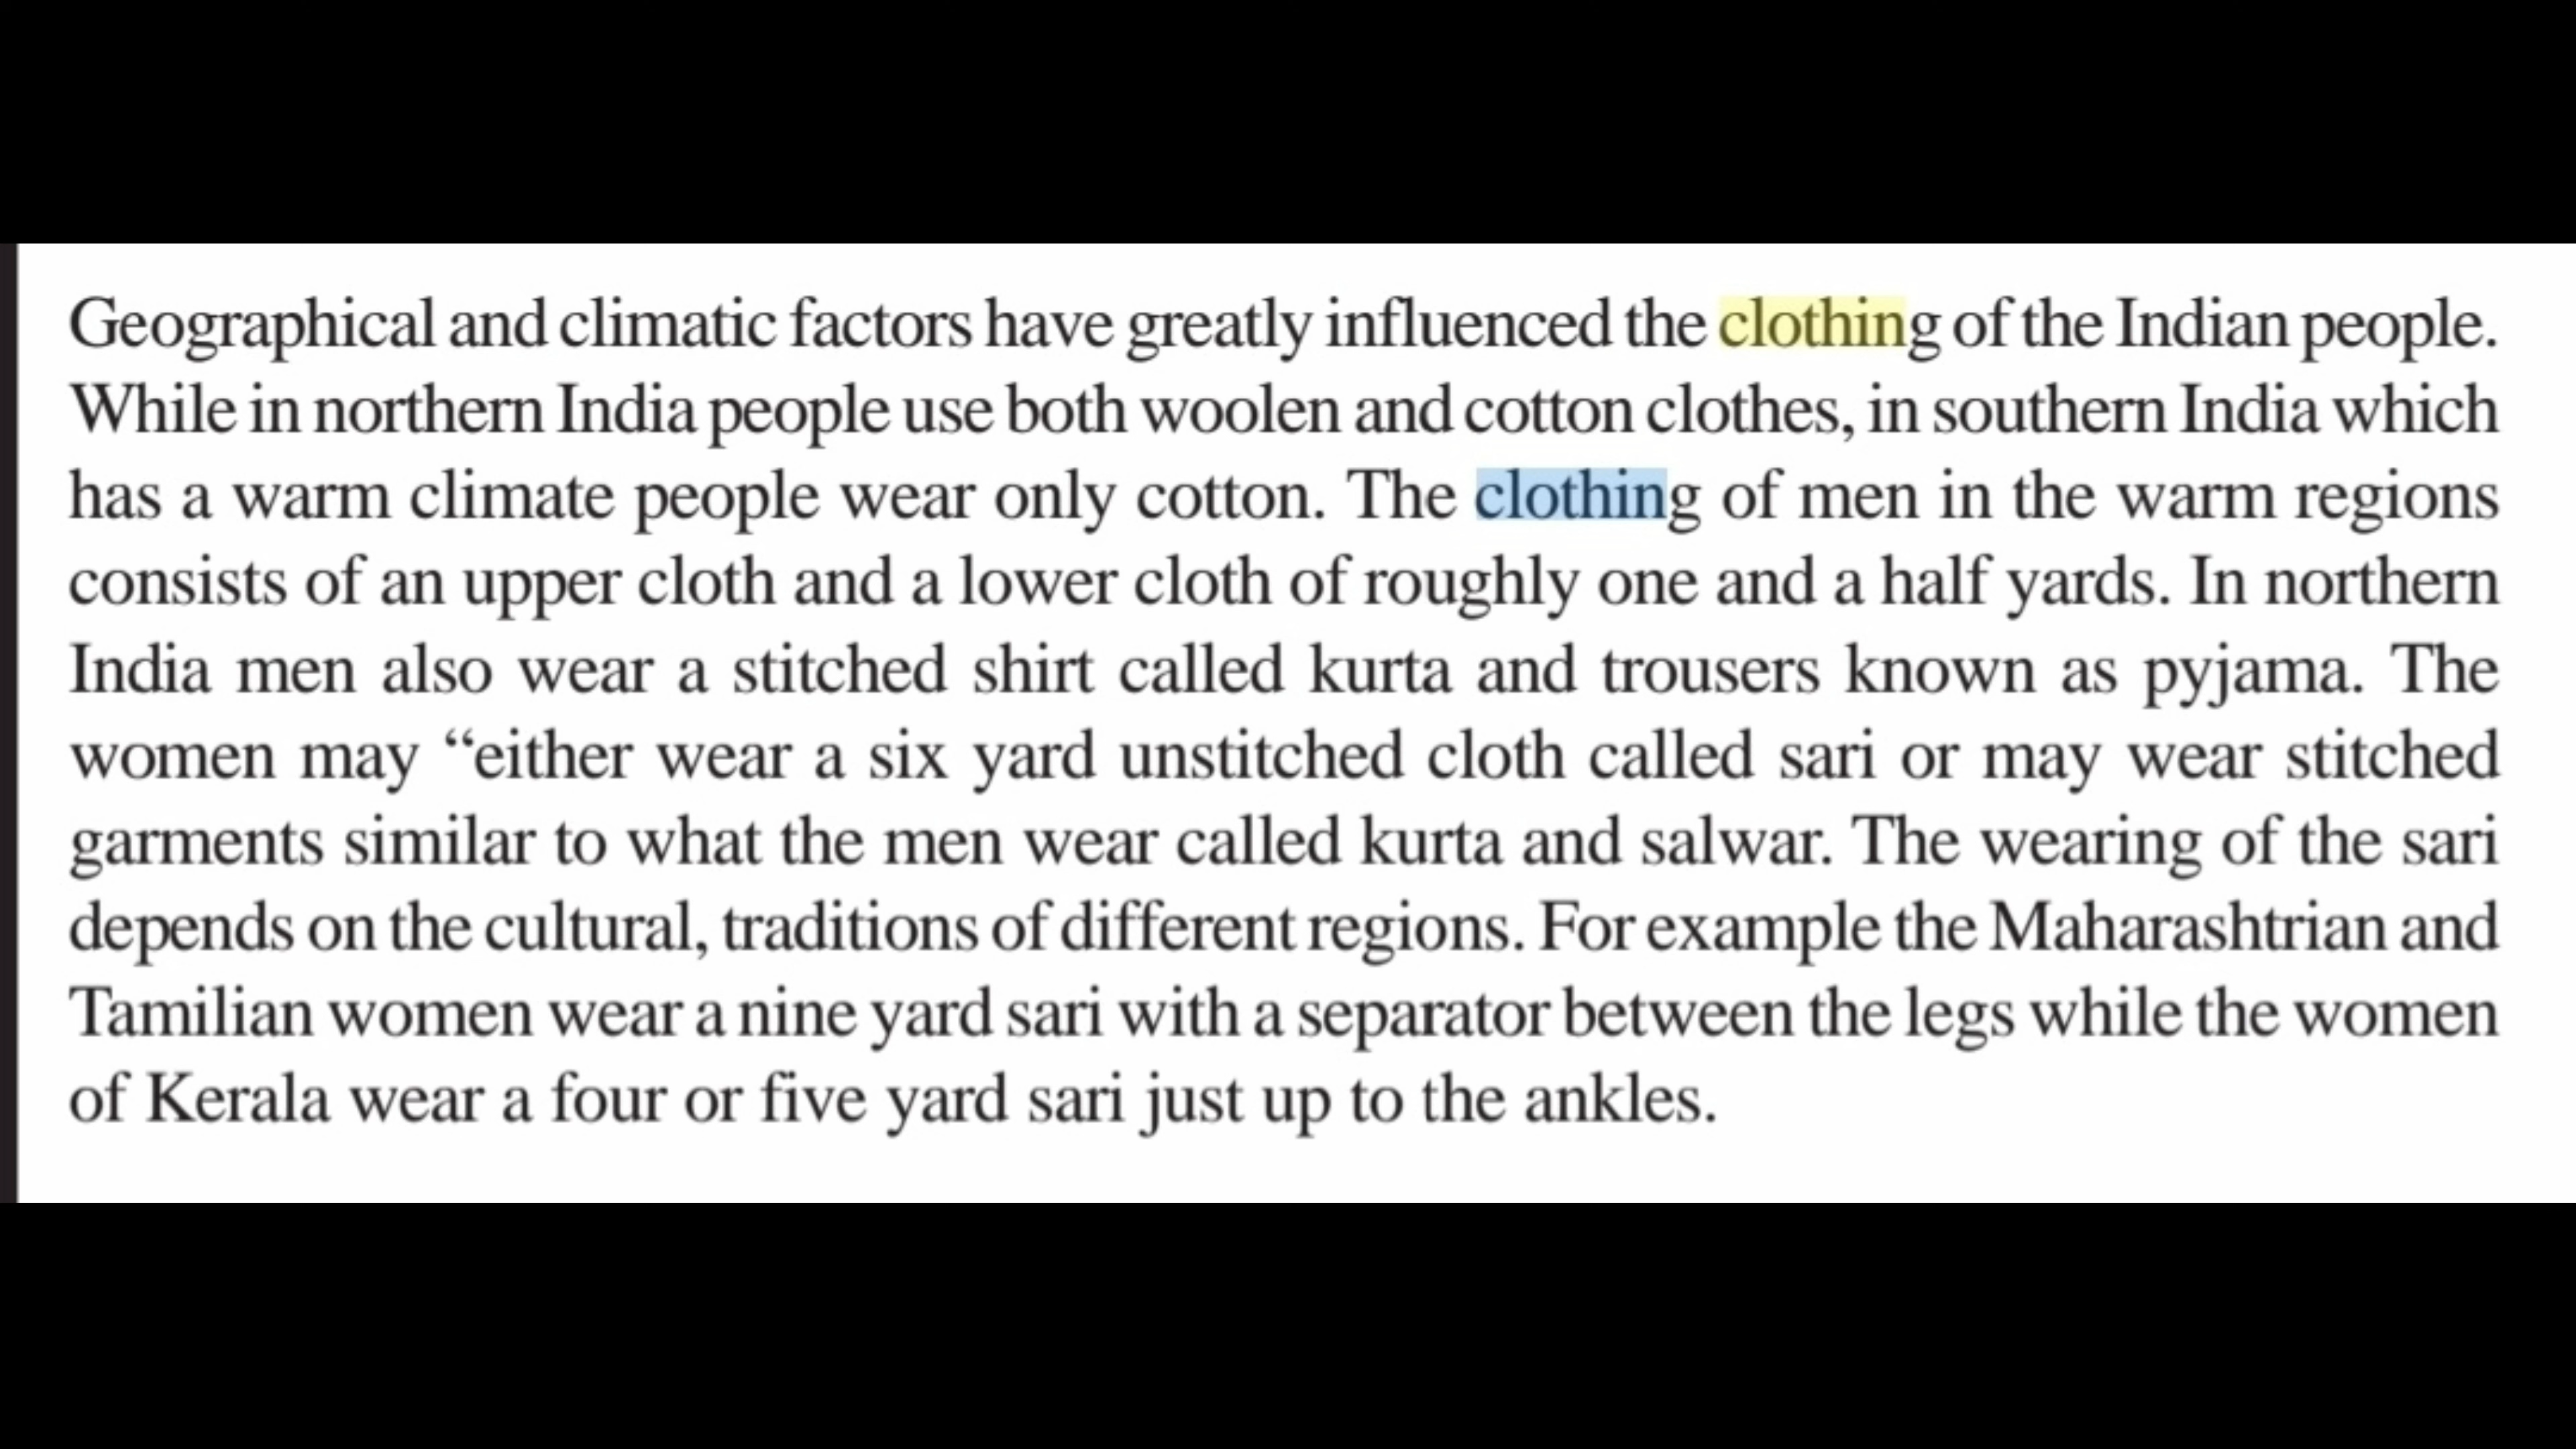 Geographical and climatic factors have greatly influenced the clothing of the Indian people.
While in northern India people use both woolen and cotton clothes, in southern India which
has a warm climate people wear only cotton. The clothing of men in the warm regions
consists of an upper cloth and a lower cloth of roughly one and a half yards. In northern
India men also wear a stitched shirt called kurta and trousers known as pyjama. The
women may “either wear a six yard unstitched cloth called sari or may wear stitched
garments similar to what the men wear called kurta and salwar. The wearing of the sari
depends on the cultural, traditions of different regions. For example the Maharashtrian and
Tamilian women wear a nine yard sari with a separator between the legs while the women
of Kerala wear a four or five yard sari just up to the ankles.